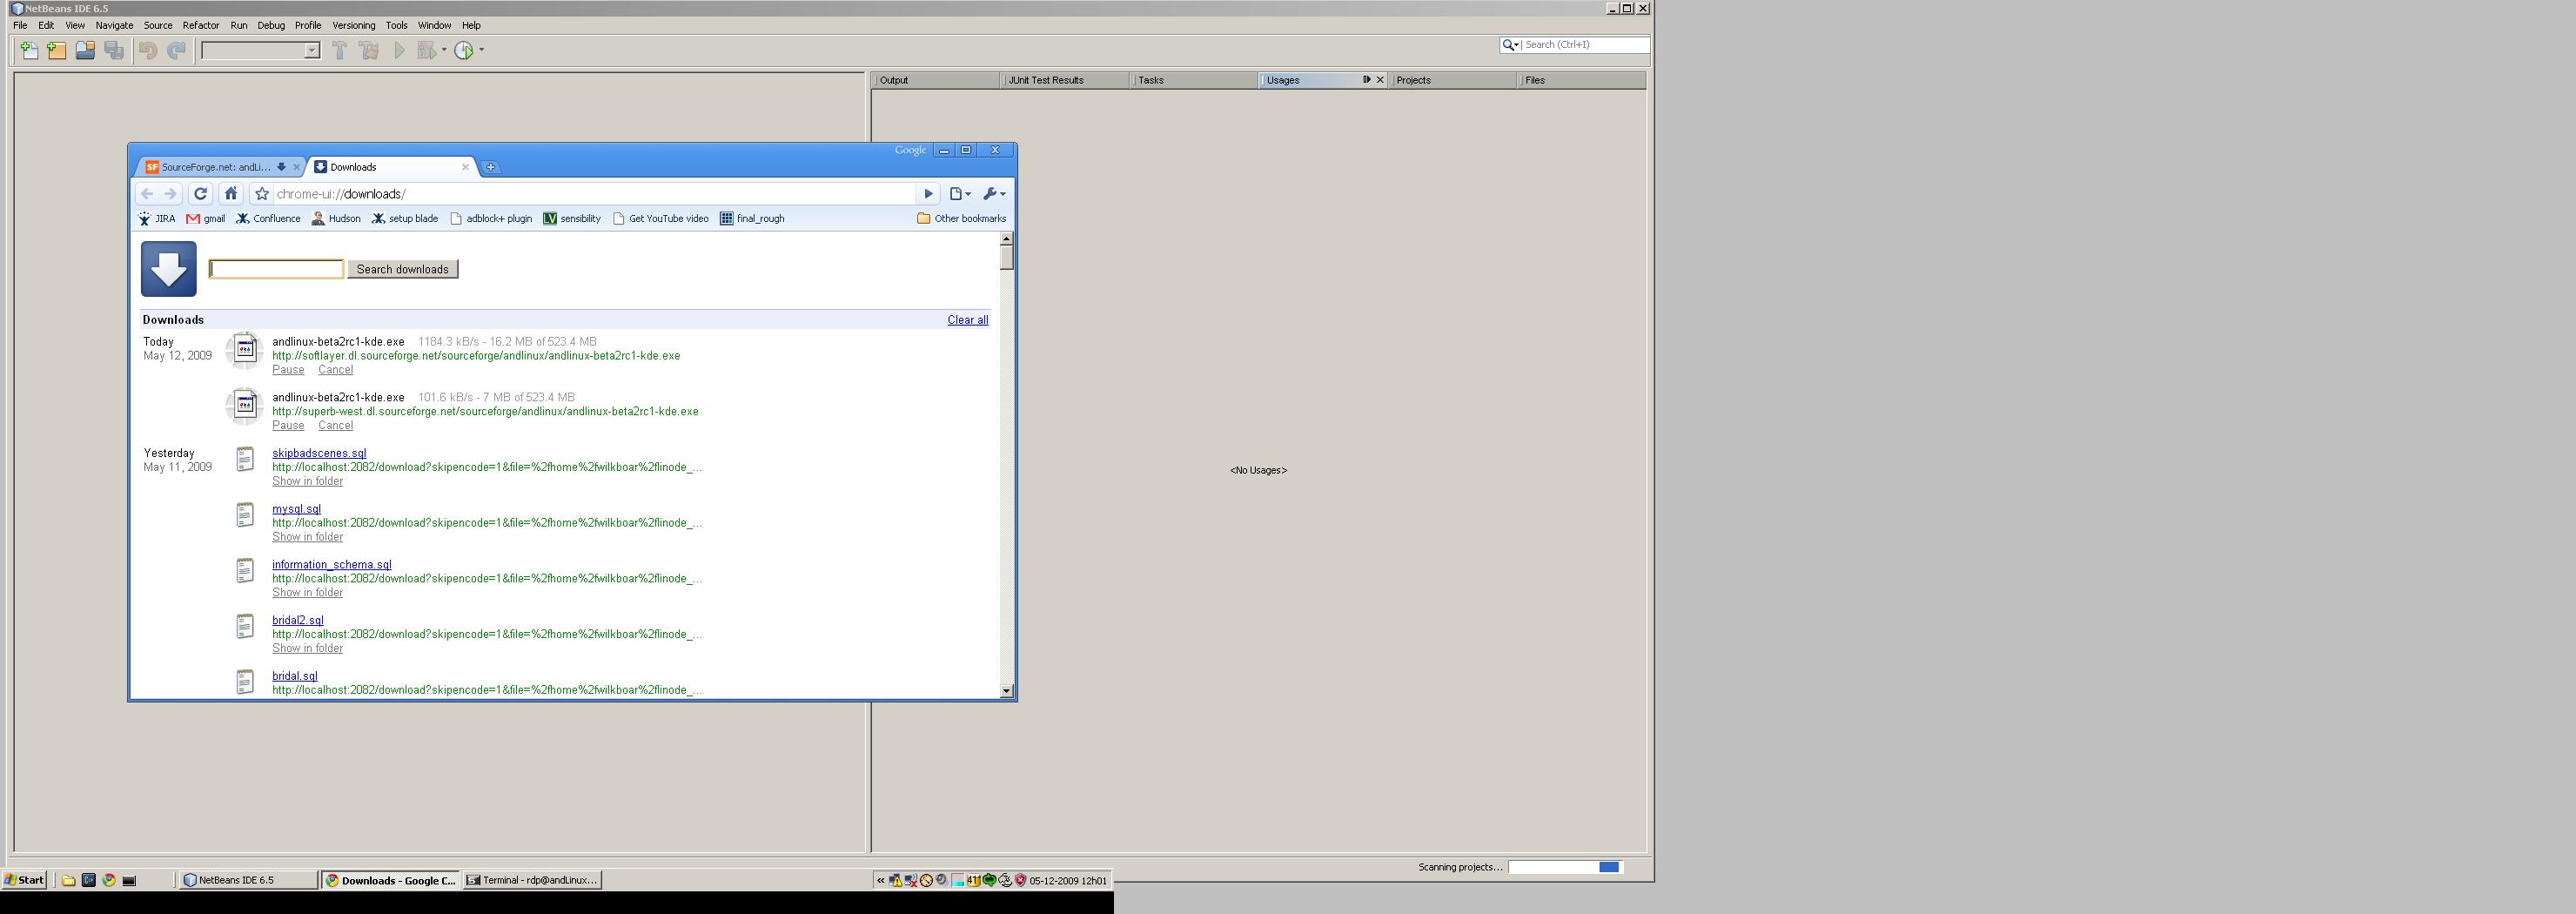 NetBeans IDE 6.5
File Edit View Navigate Source Refactor Run Debug Profile Versioning Tools Window Help
Search (Ctrl+I)
Output JUnit Test Results Tasks Usages Projects Files
Google
SourceForge.net: andLi... Downloads
chrome-ui://downloads/
JIRA gmail Confluence Hudson setup blade adblock+ plugin LV sensibility Get YouTube video final_rough Other bookmarks
Search downloads
Downloads Clear all
Today andlinux-beta2rc1-kde.exe 1184.3 kB/s - 16.2 MB of 523.4 MB
May 12, 2009 http://softlayer.dl.sourceforge.net/sourceforge/andlinux/andlinux-beta2rc1-kde.exe
Pause Cancel
andlinux-beta2rc1-kde.exe 101.6 kB/s - 7 MB of 523.4 MB
http://superb-west.dl.sourceforge.net/sourceforge/andlinux/andlinux-beta2rc1-kde.exe
Pause Cancel
Yesterday skipbadscenes.sql
May 11, 2009 http://localhost:2082/download?skipencode=1&file=%2fhome%2fwilkboar%2flinode_...
Show in folder
mysql.sql
http://localhost:2082/download?skipencode=1&file=%2fhome%2fwilkboar%2flinode_...
Show in folder
information_schema.sql
http://localhost:2082/download?skipencode=1&file=%2fhome%2fwilkboar%2flinode_...
Show in folder
bridal2.sql
http://localhost:2082/download?skipencode=1&file=%2fhome%2fwilkboar%2flinode_...
Show in folder
bridal.sql
http://localhost:2082/download?skipencode=1&file=%2fhome%2fwilkboar%2flinode_...
<No Usages>
Scanning projects...
Start NetBeans IDE 6.5 Downloads - Google C... Terminal - rdp@andLinux... 05-12-2009 12h01